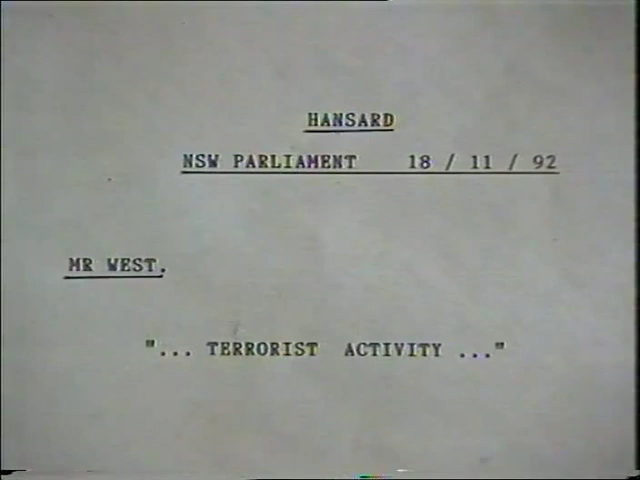 HANSARD
NSW PARLIAMENT 18 / 11 / 92
MR WEST.
"... TERRORIST ACTIVITY ..."